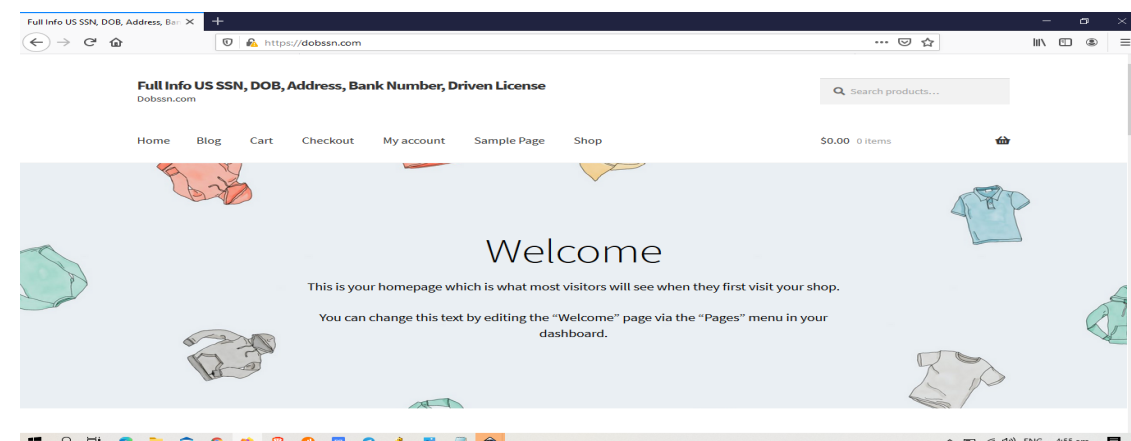 Full Info US SSN, DOB, Address, Ban
https://dobssn.com
Full Info US SSN, DOB, Address, Bank Number, Driven License
Dobssn.com
Search products...
Home Blog Cart Checkout My account Sample Page Shop
$0.00 0 items
Welcome
This is your homepage which is what most visitors will see when they first visit your shop.
You can change this text by editing the “Welcome” page via the “Pages” menu in your
dashboard.
ENG